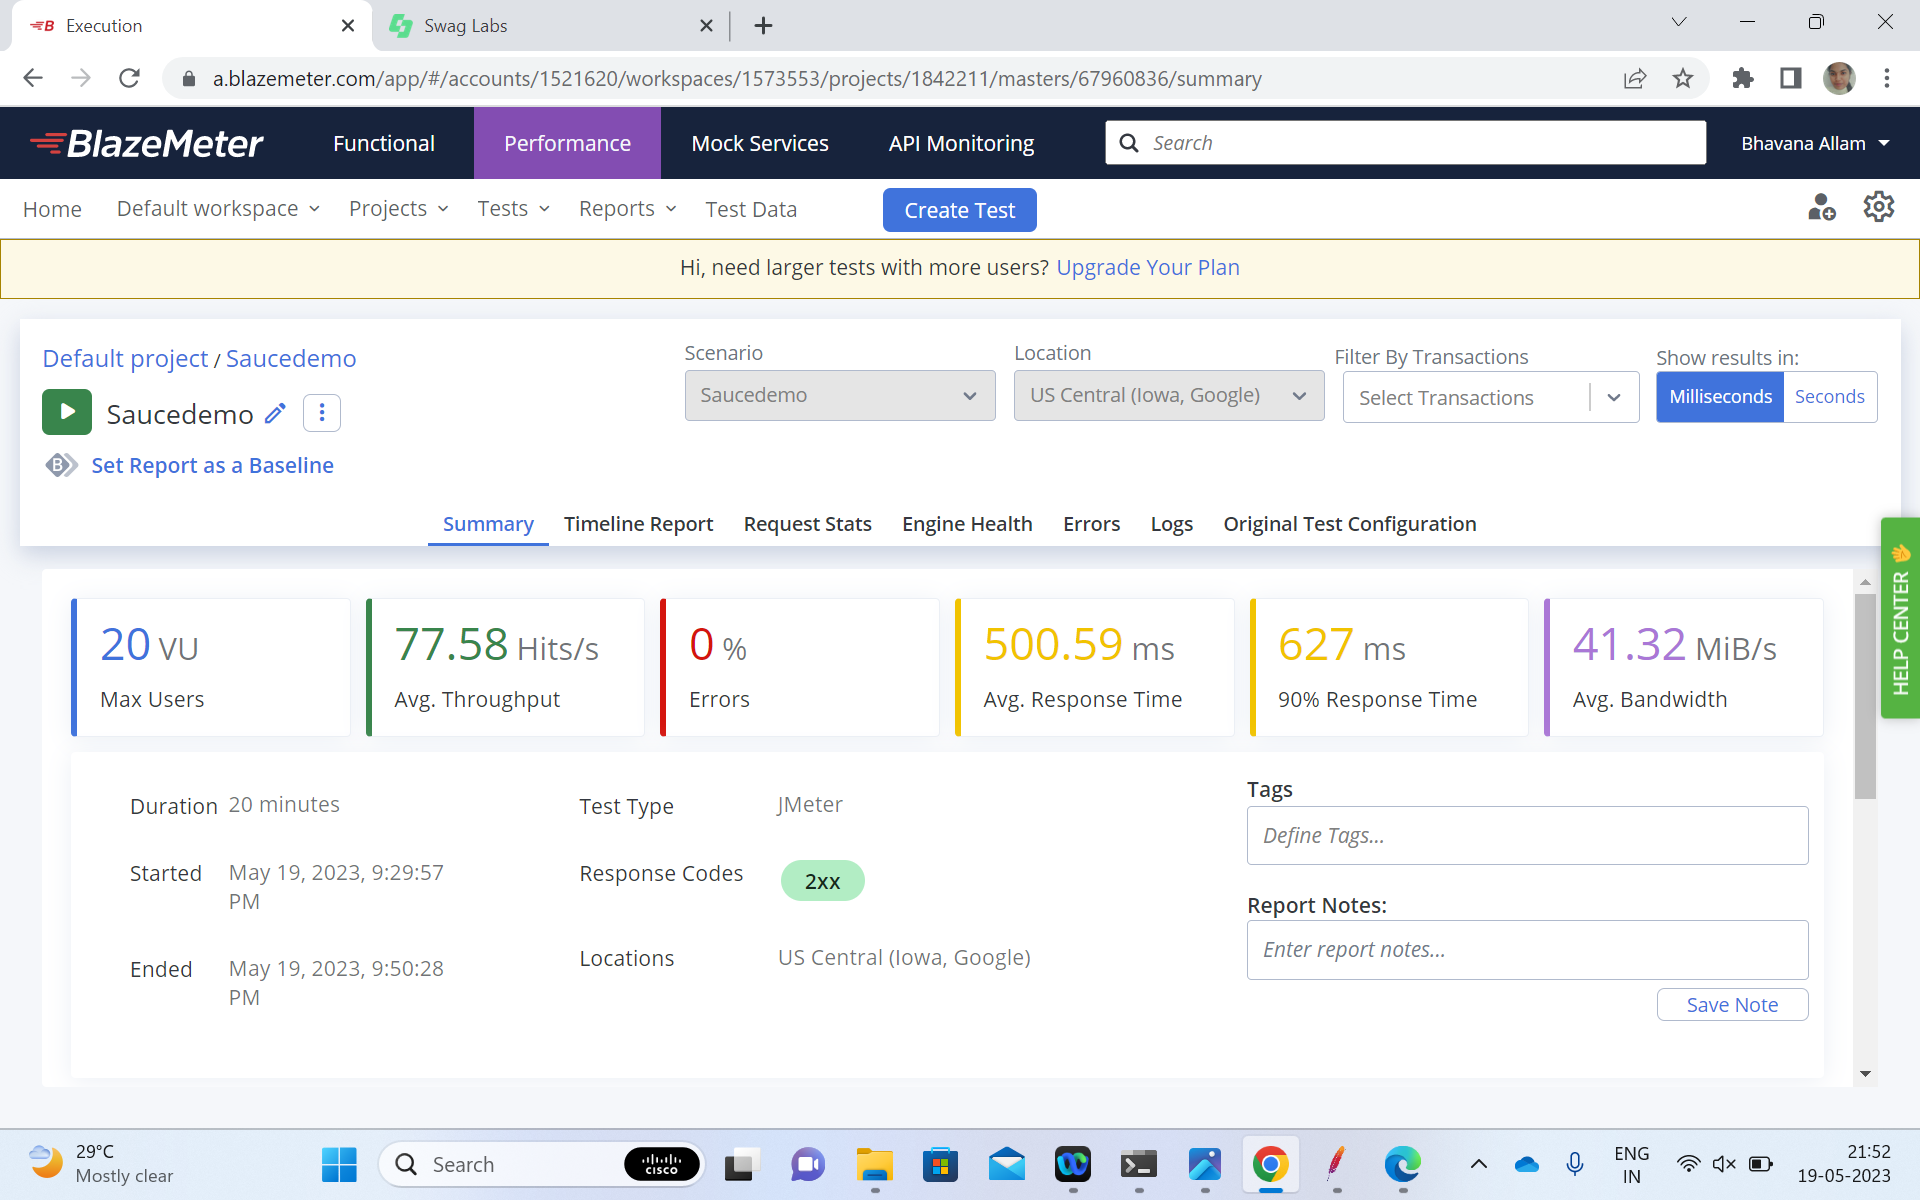 Execution
Swag Labs
a.blazemeter.com/app/#/accounts/1521620/workspaces/1573553/projects/1842211/masters/67960836/summary
BlazeMeter
Functional
Performance
Mock Services
API Monitoring
Search
Bhavana Allam
Home
Default workspace
Projects
Tests
Reports
Test Data
Create Test
Hi, need larger tests with more users? Upgrade Your Plan
Default project / Saucedemo
Saucedemo
Set Report as a Baseline
Scenario
Saucedemo
Location
US Central (Iowa, Google)
Filter By Transactions
Select Transactions
Show results in:
Milliseconds
Seconds
Summary
Timeline Report
Request Stats
Engine Health
Errors
Logs
Original Test Configuration
HELP CENTER
20 VU
Max Users
77.58 Hits/s
Avg. Throughput
0 %
Errors
500.59 ms
Avg. Response Time
627 ms
90% Response Time
41.32 MiB/s
Avg. Bandwidth
Duration 20 minutes
Started May 19, 2023, 9:29:57
PM
Ended May 19, 2023, 9:50:28
PM
Test Type JMeter
Response Codes 2xx
Locations US Central (Iowa, Google)
Tags
Define Tags...
Report Notes:
Enter report notes...
Save Note
29°C
Mostly clear
Search
CISCO
ENG
IN
21:52
19-05-2023